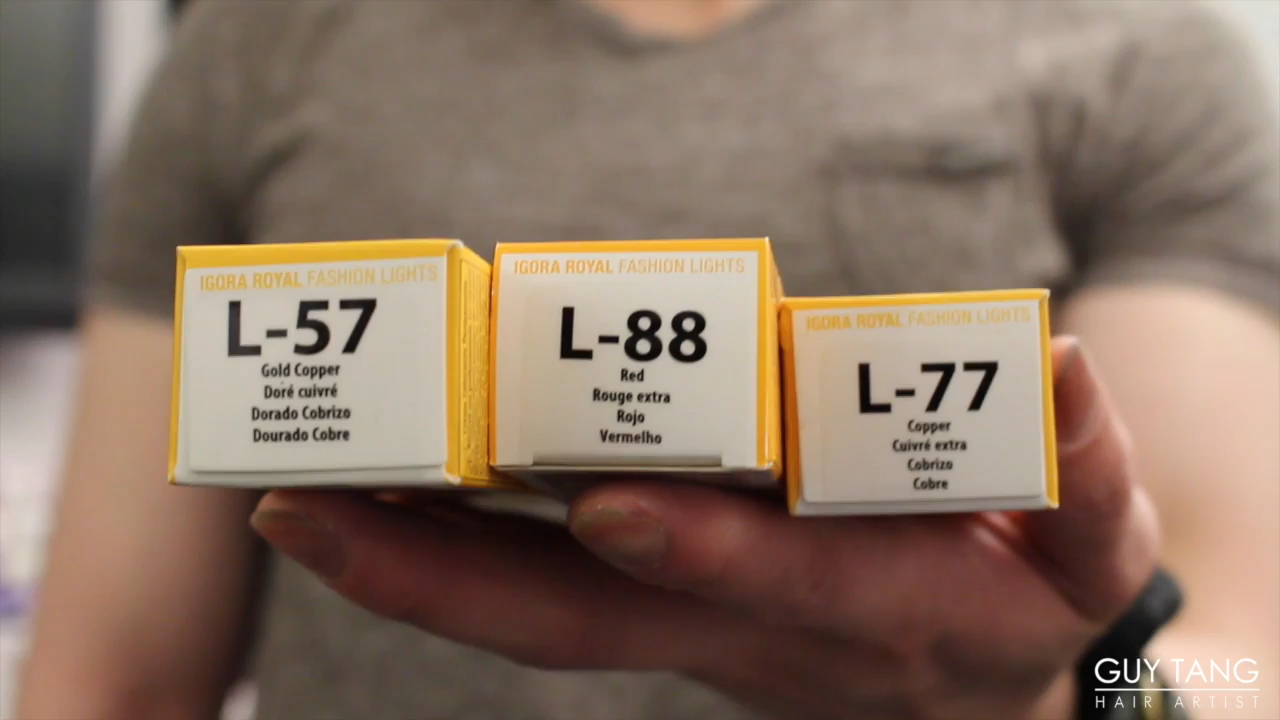 IGORA ROYAL FASHION LIGHTS
L-57
Gold Copper
Doré cuivré
Dorado Cobrizo
Dourado Cobre
IGORA ROYAL FASHION LIGHTS
L-88
Red
Rouge extra
Rojo
Vermelho
IGORA ROYAL FASHION LIGHTS
L-77
Copper
Cuivré extra
Cobrizo
Cobre
GUY TANG
HAIR ARTIST